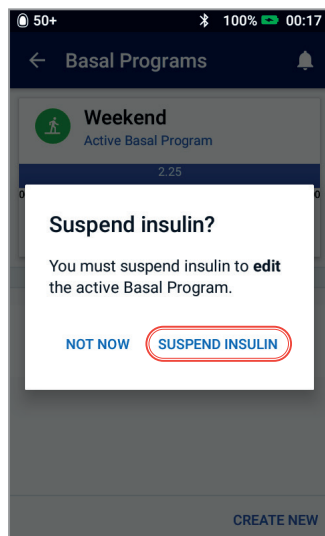 50+ 100% 00:17
Basal Programs
Weekend
Active Basal Program
2.25
Suspend insulin?
You must suspend insulin to edit
the active Basal Program.
NOT NOW SUSPEND INSULIN
CREATE NEW